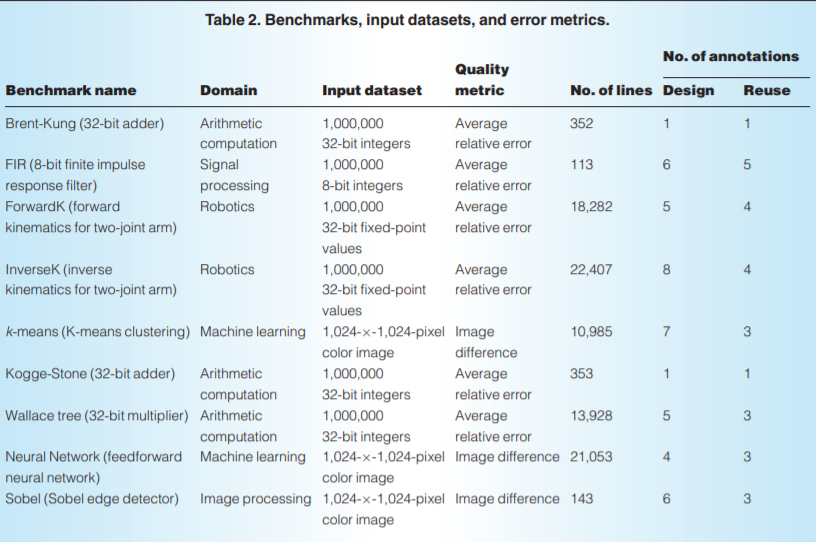 Table 2. Benchmarks, input datasets, and error metrics.
No. of annotations
Quality
Benchmark name Domain Input dataset metric No. of lines Design Reuse
Brent-Kung (32-bit adder) Arithmetic 1,000,000 Average 352 1 1
computation 32-bit integers relative error
FIR (8-bit finite impulse Signal 1,000,000 Average 113 6 5
response filter) processing 8-bit integers relative error
ForwardK (forward Robotics 1,000,000 Average 18,282 5 4
kinematics for two-joint arm) 32-bit fixed-point relative error
values
InverseK (inverse Robotics 1,000,000 Average 22,407 8 4
kinematics for two-joint arm) 32-bit fixed-point relative error
values
k-means (K-means clustering) Machine learning 1,024-×-1,024-pixel Image 10,985 7 3
color image difference
Kogge-Stone (32-bit adder) Arithmetic 1,000,000 Average 353 1 1
computation 32-bit integers relative error
Wallace tree (32-bit multiplier) Arithmetic 1,000,000 Average 13,928 5 3
computation 32-bit integers relative error
Neural Network (feedforward Machine learning 1,024-×-1,024-pixel Image difference 21,053 4 3
neural network) color image
Sobel (Sobel edge detector) Image processing 1,024-×-1,024-pixel Image difference 143 6 3
color image